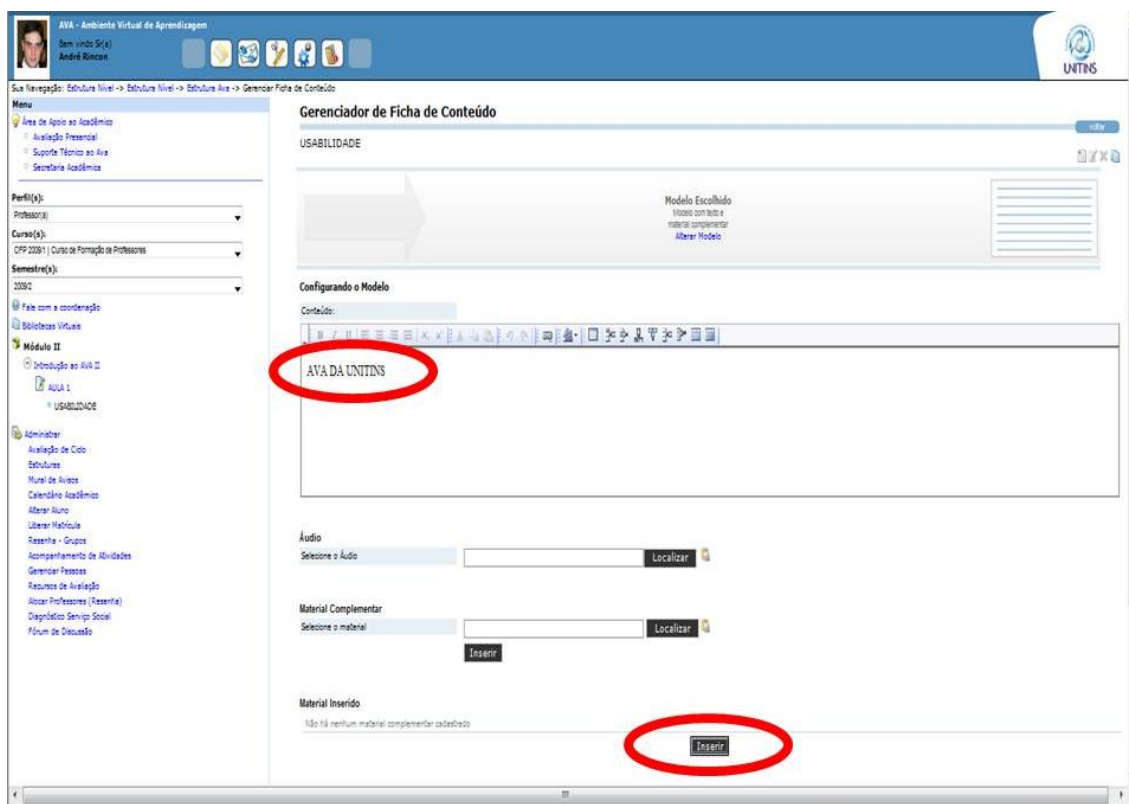 AVA - Ambiente Virtual de Aprendizagem
Bem vindo Sr(a)
André Rincon
UNITINS
Sua Navegação: Estrutura Nível -> Estrutura Nível -> Estrutura Ava -> Gerenciar Ficha de Conteúdo
Menu
Área de Apoio ao Acadêmico
Avaliação Presencial
Suporte Técnico ao Ava
Secretaria Acadêmica
Perfil(s):
Professor(a)
Curso(s):
CFP 2009/1 | Curso de Formação de Professores
Semestre(s):
2009/2
Fale com a coordenação
Bibliotecas Virtuais
Módulo II
Introdução ao AVA II
AULA 1
USABILIDADE
Administrar
Avaliação de Ciclo
Estruturas
Mural de Avisos
Calendário Acadêmico
Alterar Aluno
Liberar Matrícula
Resenha - Grupos
Acompanhamento de Atividades
Gerenciar Pessoas
Recursos de Avaliação
Alocar Professores (Resenha)
Diagnóstico Serviço Social
Fórum de Discussão
Gerenciador de Ficha de Conteúdo
voltar
USABILIDADE
Modelo Escolhido
Modelo com texto e
material complementar
Alterar Modelo
Configurando o Modelo
Conteúdo:
AVA DA UNITINS
Áudio
Selecione o Áudio
Localizar
Material Complementar
Selecione o material
Localizar
Inserir
Material Inserido
Não há nenhum material complementar cadastrado
Inserir